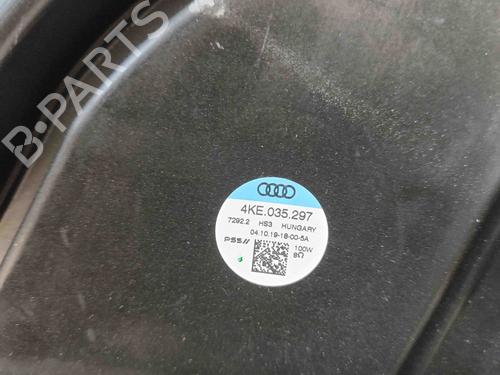 B-PARTS
4KE.035.297
7292.2 HS3 HUNGARY
04.10.19-18-00-5A
PSS// 100W
8Ω